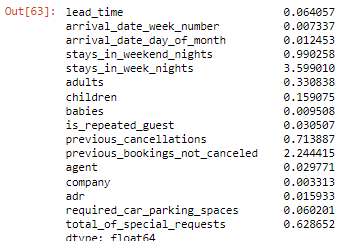 Out[63]: lead_time 0.064057
arrival_date_week_number 0.007337
arrival_date_day_of_month 0.012453
stays_in_weekend_nights 0.990258
stays_in_week_nights 3.599010
adults 0.330838
children 0.159075
babies 0.009508
is_repeated_guest 0.030507
previous_cancellations 0.713887
previous_bookings_not_canceled 2.244415
agent 0.029771
company 0.003313
adr 0.015933
required_car_parking_spaces 0.060201
total_of_special_requests 0.628652
dtype: float64